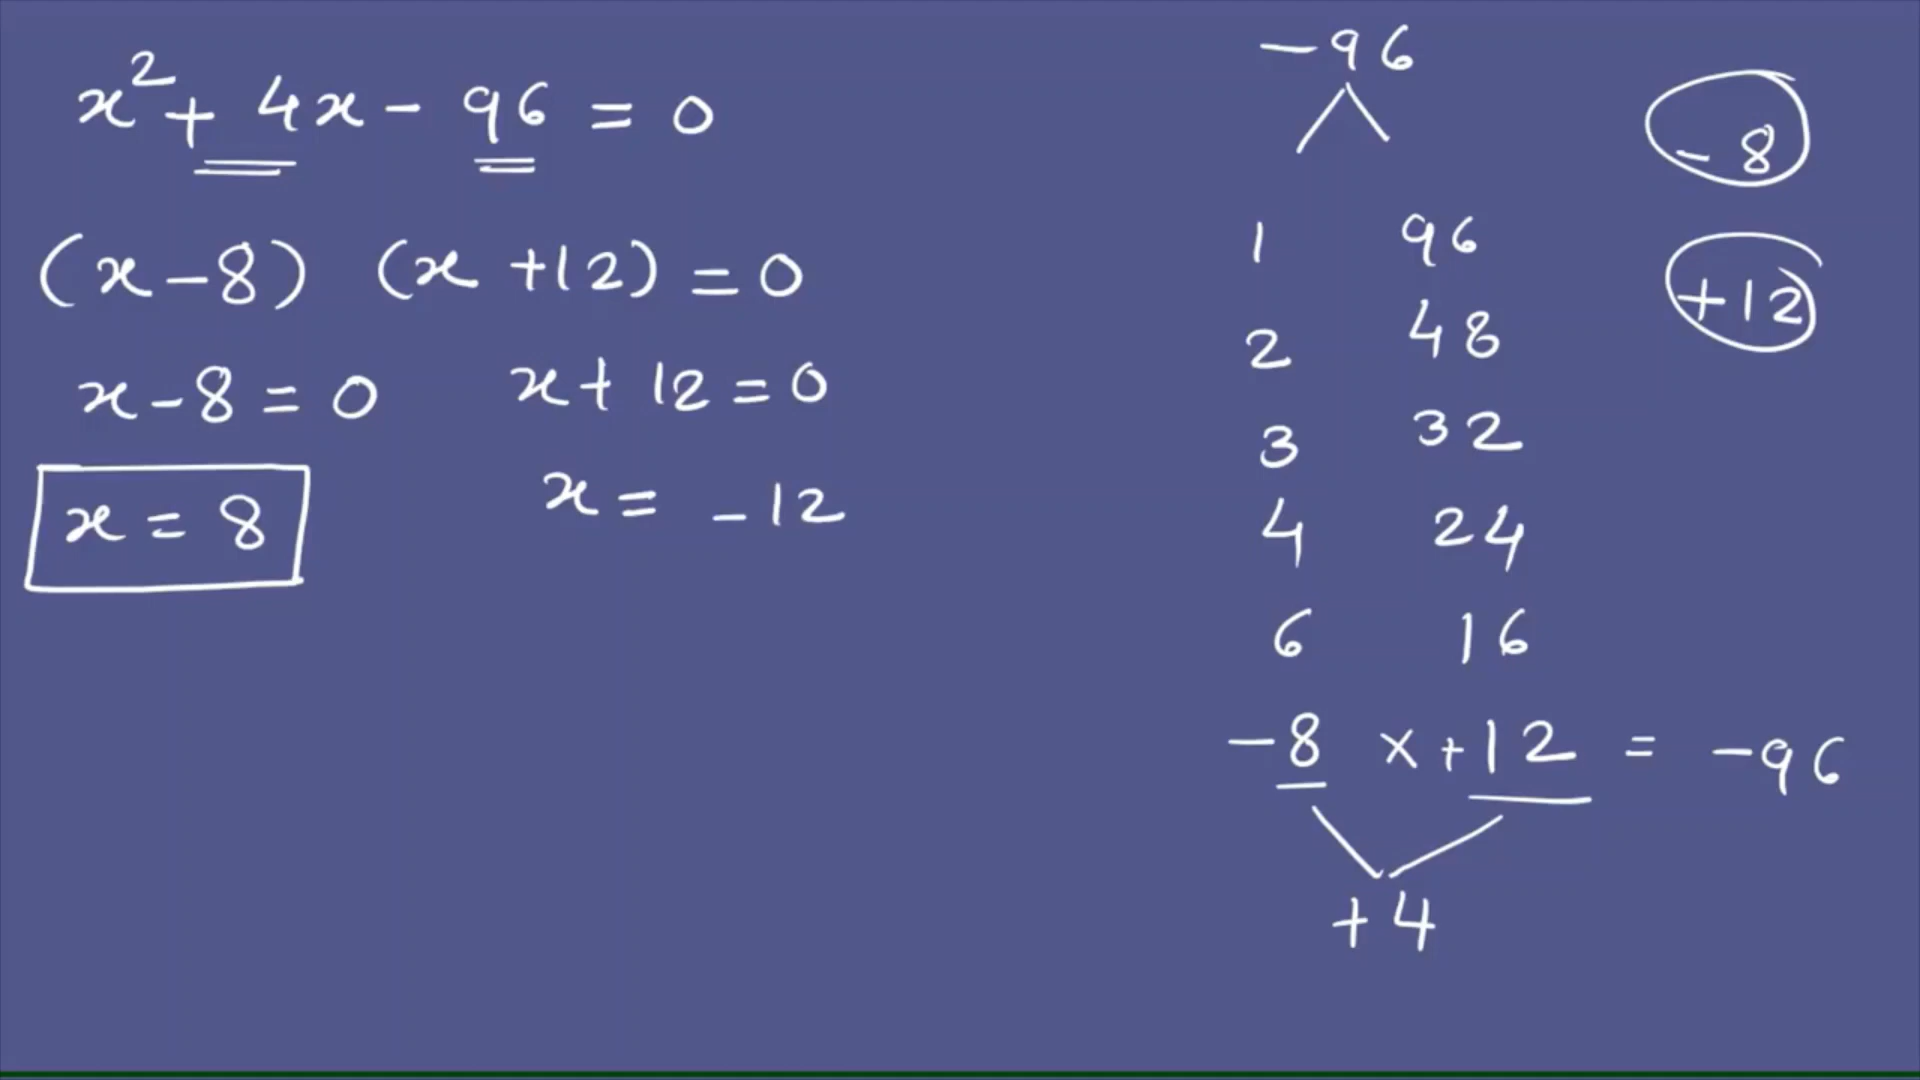 x² + 4x - 96 = 0
(x - 8) (x + 12) = 0
x - 8 = 0 x + 12 = 0
x = 8 x = -12
-96
1 96
2 48
3 32
4 24
6 16
-8 × +12 = -96
+4
-8
+12